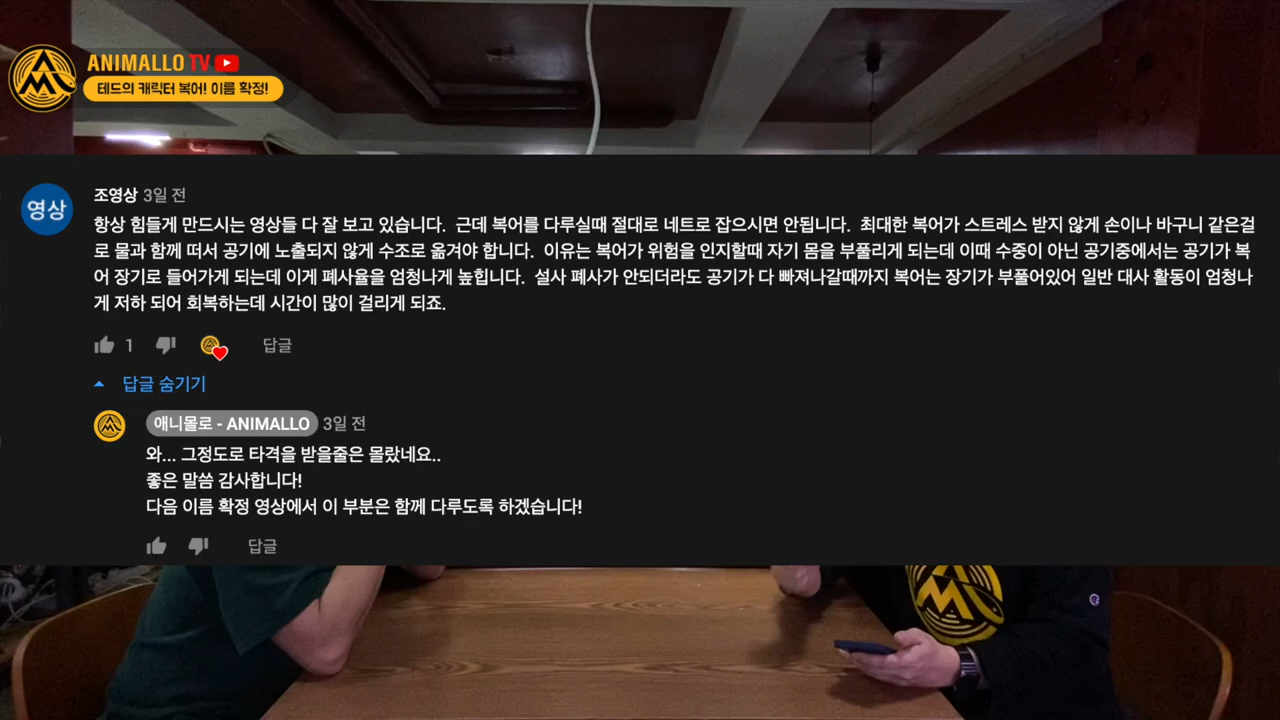 ANIMALLO TV
테드의 캐릭터 복어! 이름 확정!
영상
조영상 3일 전
항상 힘들게 만드시는 영상들 다 잘 보고 있습니다. 근데 복어를 다루실때 절대로 네트로 잡으시면 안됩니다. 최대한 복어가 스트레스 받지 않게 손이나 바구니 같은걸
로 물과 함께 떠서 공기에 노출되지 않게 수조로 옮겨야 합니다. 이유는 복어가 위험을 인지할때 자기 몸을 부풀리게 되는데 이때 수중이 아닌 공기중에서는 공기가 복
어 장기로 들어가게 되는데 이게 폐사율을 엄청나게 높힙니다. 설사 폐사가 안되더라도 공기가 다 빠져나갈때까지 복어는 장기가 부풀어있어 일반 대사 활동이 엄청나
게 저하 되어 회복하는데 시간이 많이 걸리게 되죠.
1 답글
답글 숨기기
애니몰로 - ANIMALLO 3일 전
와... 그정도로 타격을 받을줄은 몰랐네요..
좋은 말씀 감사합니다!
다음 이름 확정 영상에서 이 부분은 함께 다루도록 하겠습니다!
답글